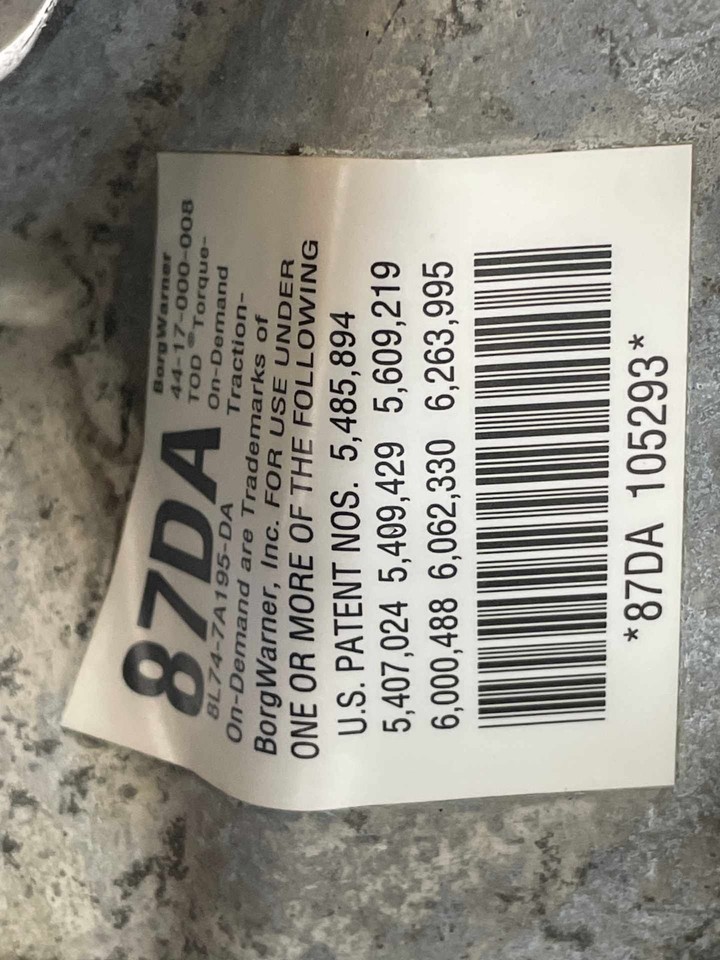 87DA
BorgWarner
44-17-000-008
TOD ® Torque-
8L74-7A195-DA On-Demand
On-Demand are Trademarks of Traction-
BorgWarner, Inc. FOR USE UNDER
ONE OR MORE OF THE FOLLOWING
U.S. PATENT NOS. 5,485,894
5,407,024 5,409,429 5,609,219
6,000,488 6,062,330 6,263,995
*87DA 105293*